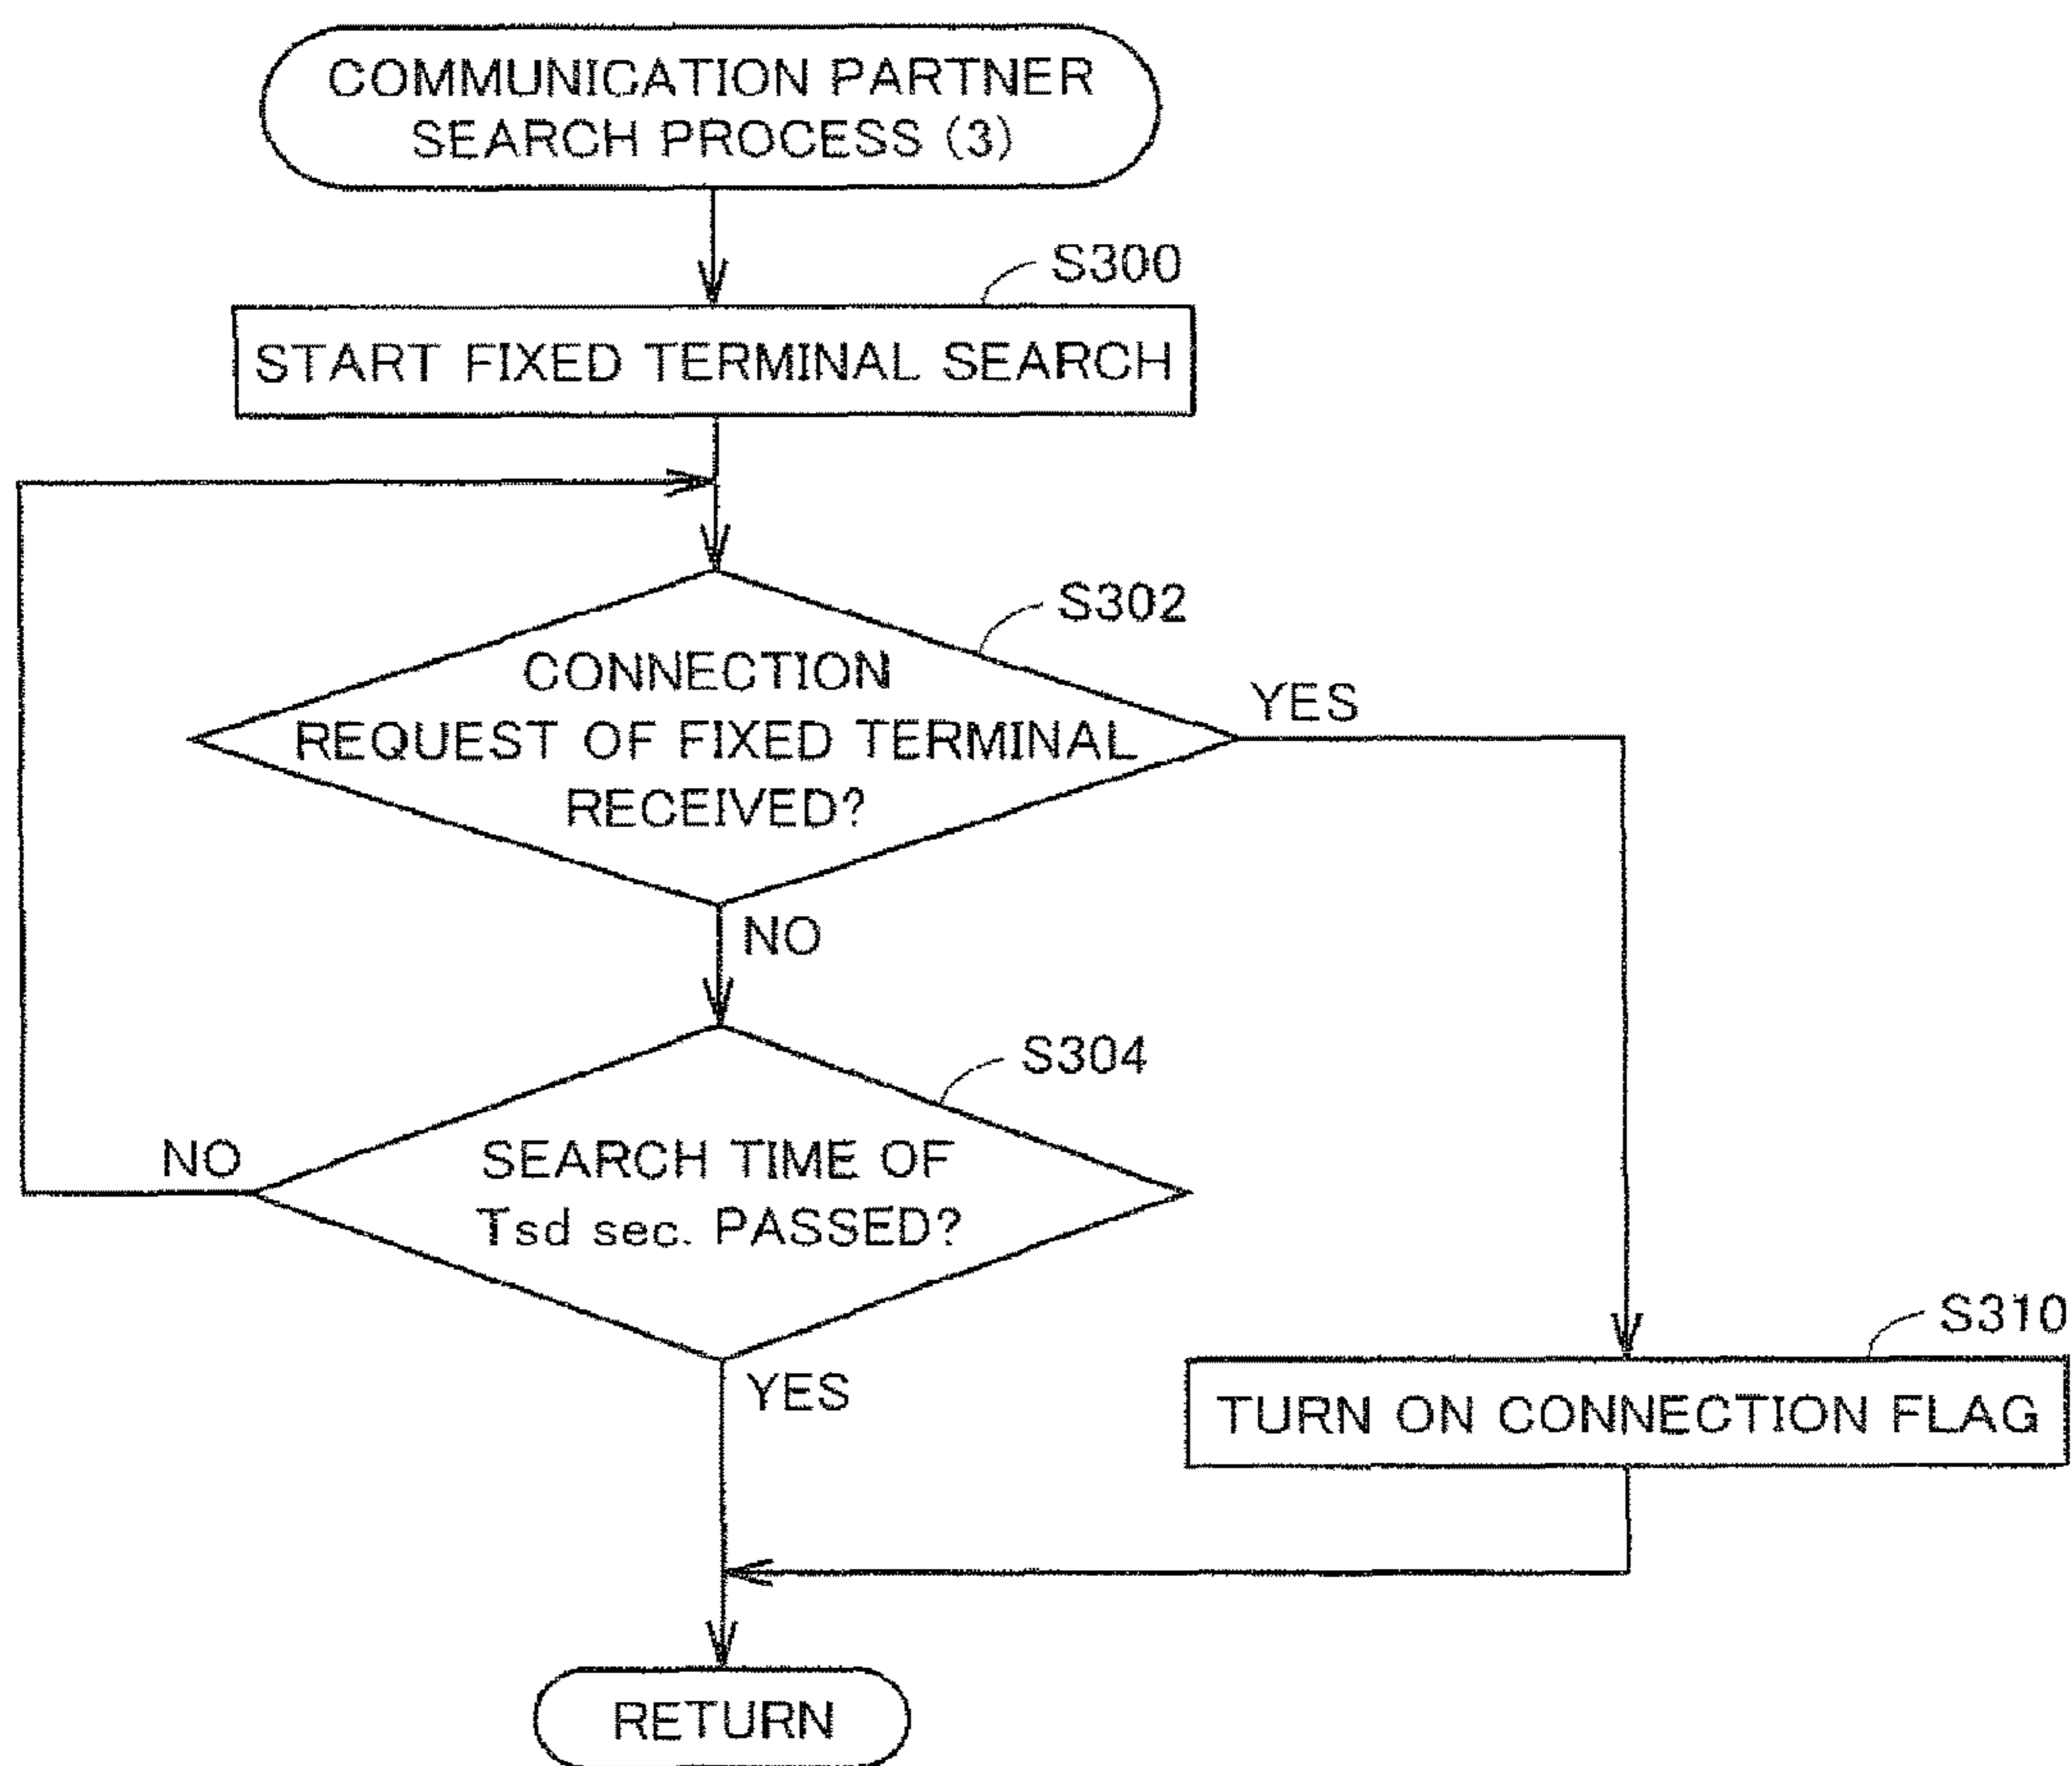 COMMUNICATION PARTNER
SEARCH PROCESS (3)
S300
START FIXED TERMINAL SEARCH
S302
CONNECTION
REQUEST OF FIXED TERMINAL
RECEIVED?
YES
NO
S304
SEARCH TIME OF
Tsd sec. PASSED?
NO
YES
S310
TURN ON CONNECTION FLAG
RETURN